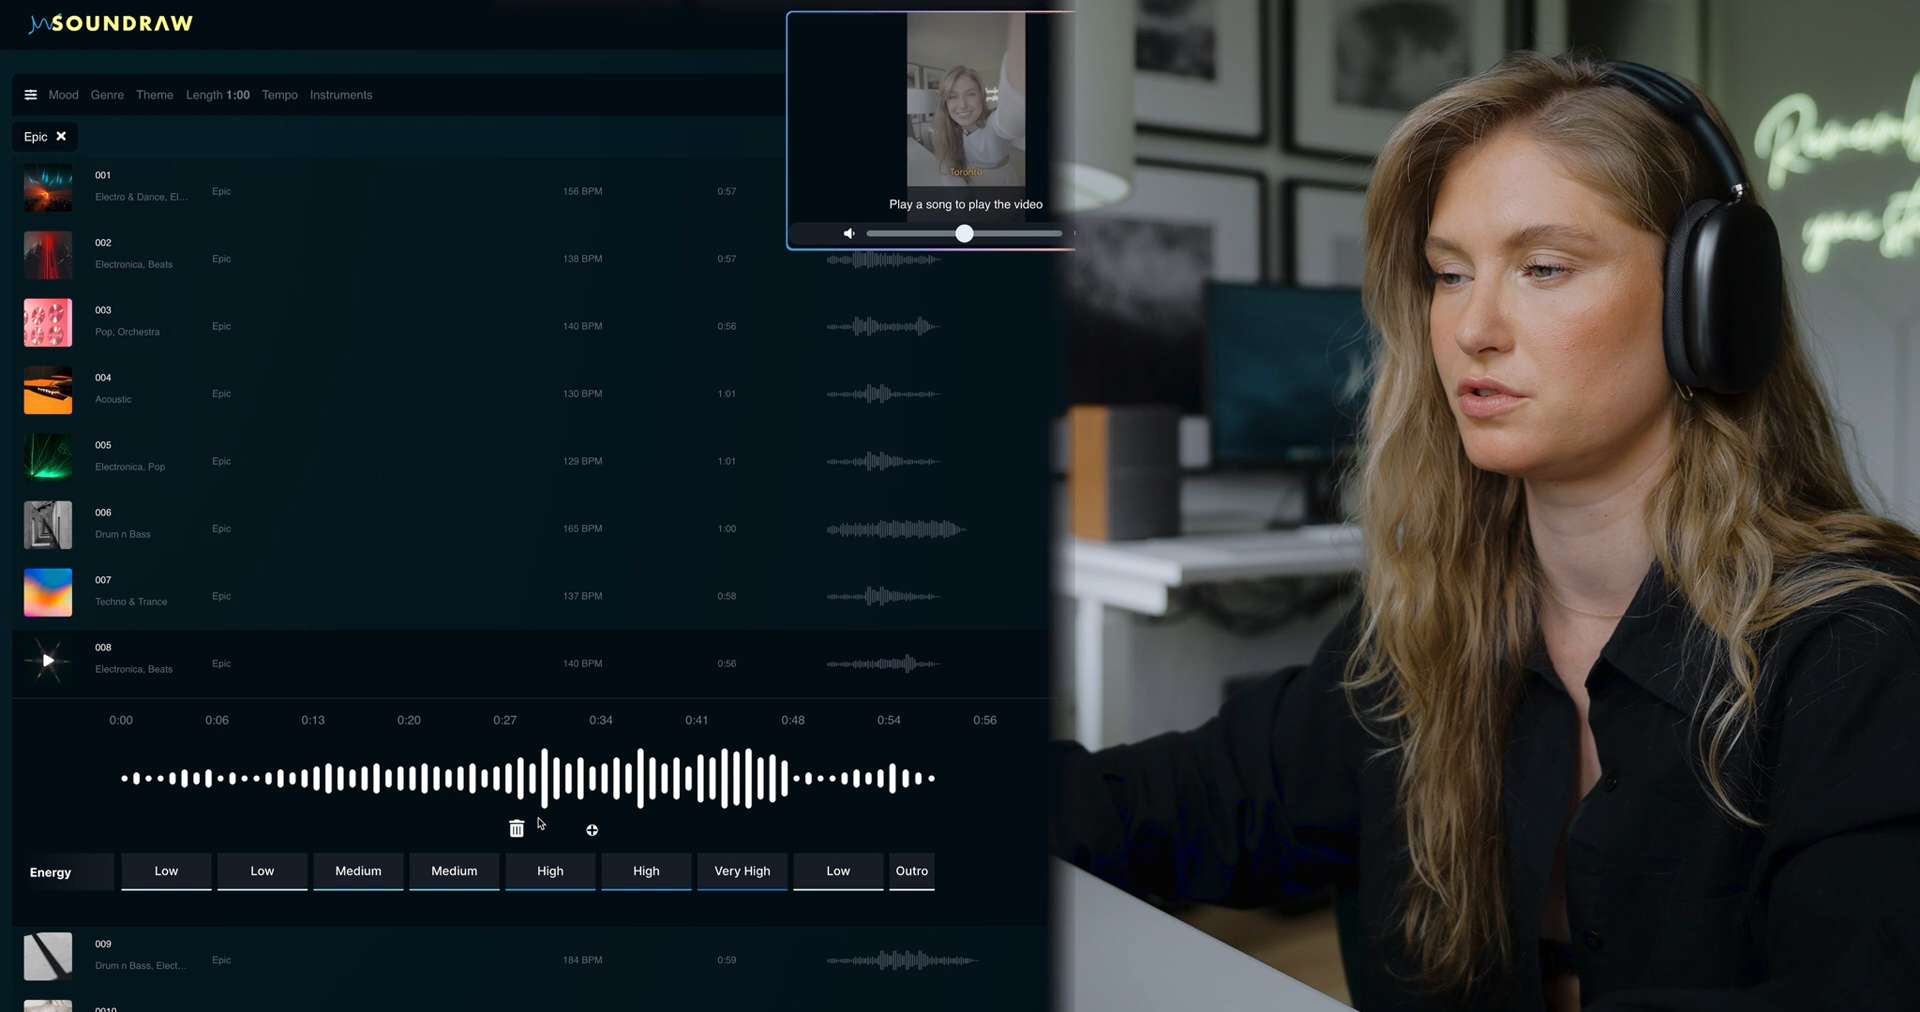 SOUNDRAW
Mood Genre Theme Length 1:00 Tempo Instruments
Epic
001
Electro & Dance, El...
Epic
156 BPM
0:57
002
Electronica, Beats
Epic
138 BPM
0:57
003
Pop, Orchestra
Epic
140 BPM
0:56
004
Acoustic
Epic
130 BPM
1:01
005
Electronica, Pop
Epic
129 BPM
1:01
006
Drum n Bass
Epic
165 BPM
1:00
007
Techno & Trance
Epic
137 BPM
0:58
008
Electronica, Beats
Epic
140 BPM
0:56
0:00 0:06 0:13 0:20 0:27 0:34 0:41 0:48 0:54 0:56
Energy Low Low Medium Medium High High Very High Low Outro
009
Drum n Bass, Elect...
Epic
184 BPM
0:59
0010
Toronto
Play a song to play the video
you